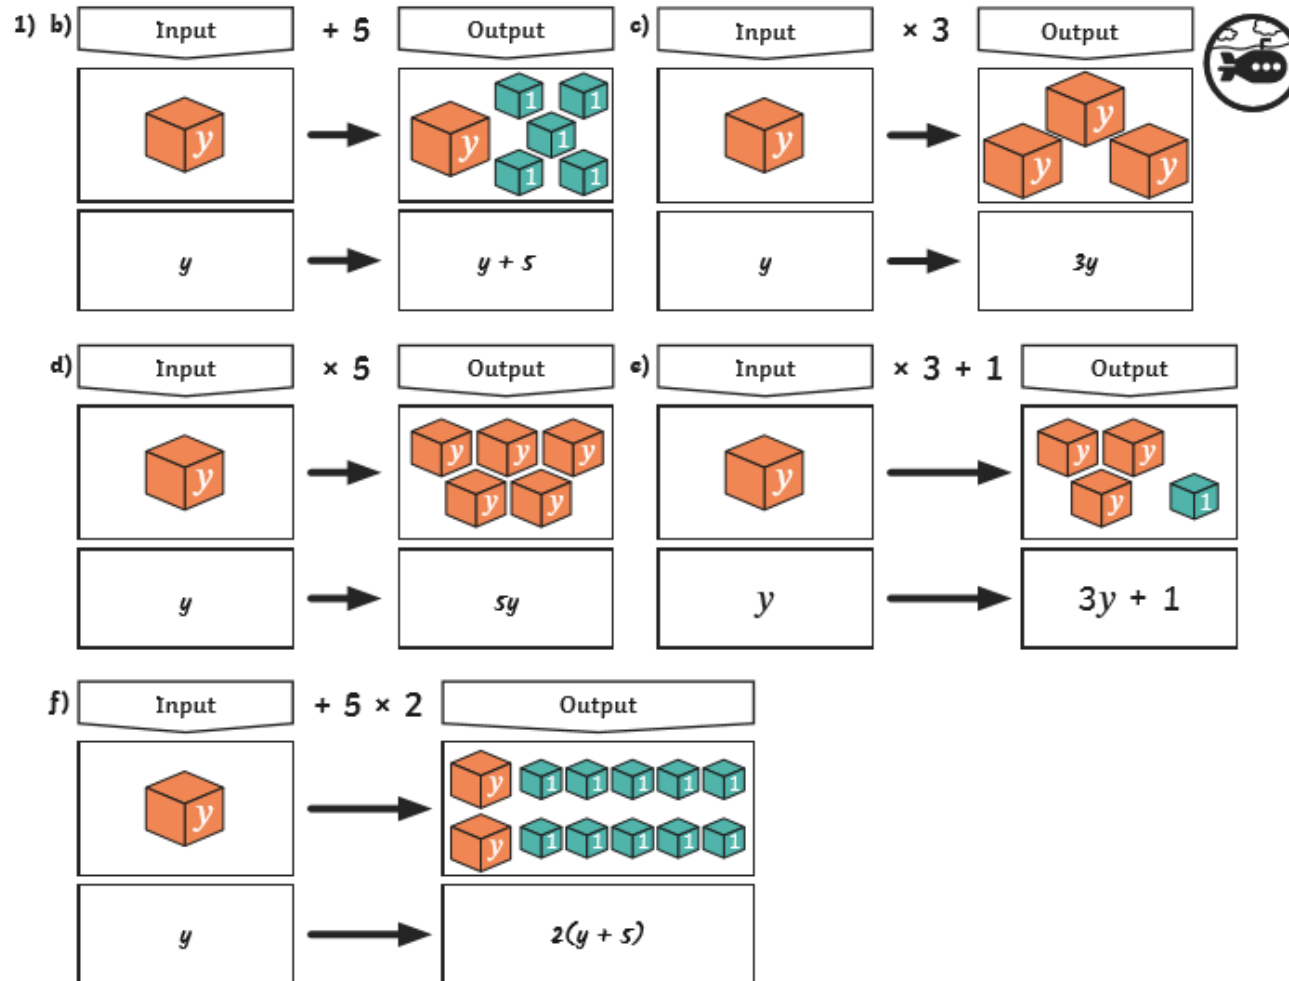 1) b) Input + 5 Output c) Input × 3 Output
y y 1 1 1 1 1 y y y y
y y + 5 y 3y
d) Input × 5 Output e) Input × 3 + 1 Output
y y y y y y y y y y 1
y 5y y 3y + 1
f) Input + 5 × 2 Output
y y 1 1 1 1 1
y 1 1 1 1 1
y 2(y + 5)